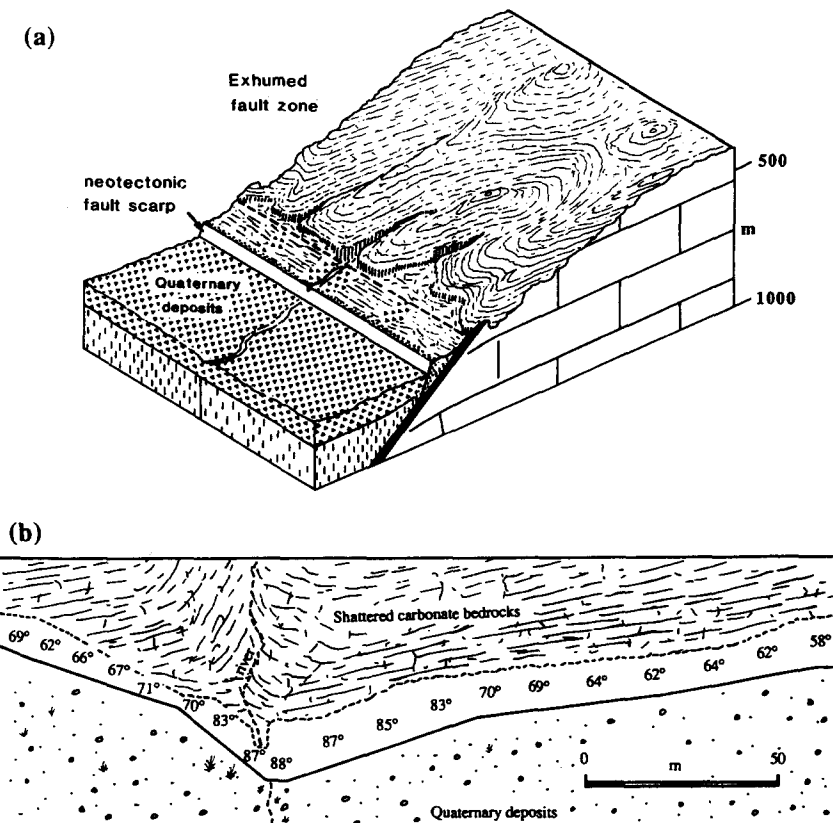 (a)
Exhumed
fault zone
neotectonic
fault scarp
500
m
1000
Quaternary
deposits
(b)
Shattered carbonate bedrocks
river
69° 62° 66° 67° 71° 70° 83° 87° 88° 87° 85° 83° 70° 69° 64° 62° 64° 62° 58°
0 50
m
Quaternary deposits